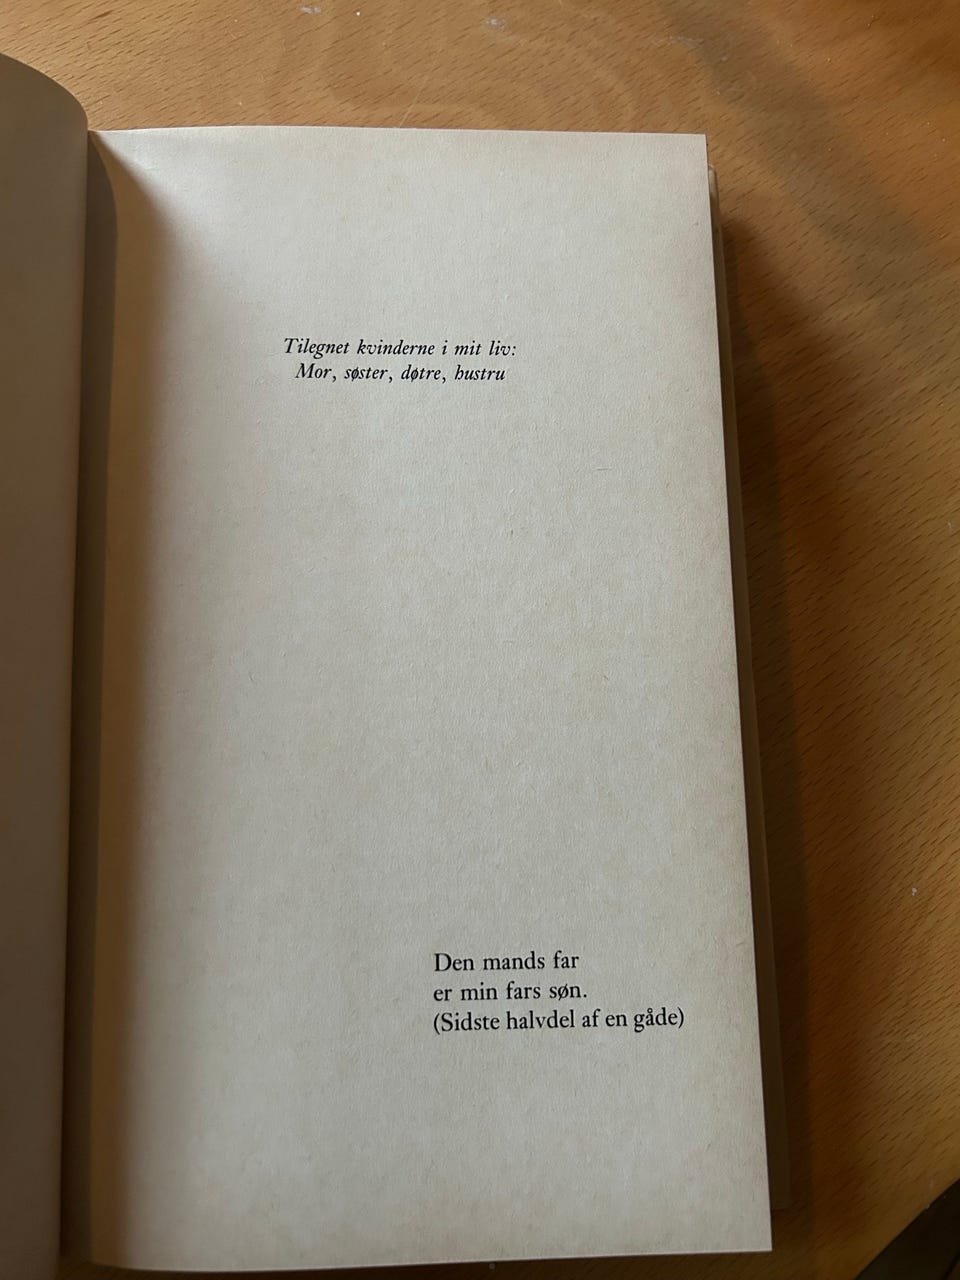 Tilegnet kvinderne i mit liv:
Mor, søster, døtre, hustru
Den mands far
er min fars søn.
(Sidste halvdel af en gåde)